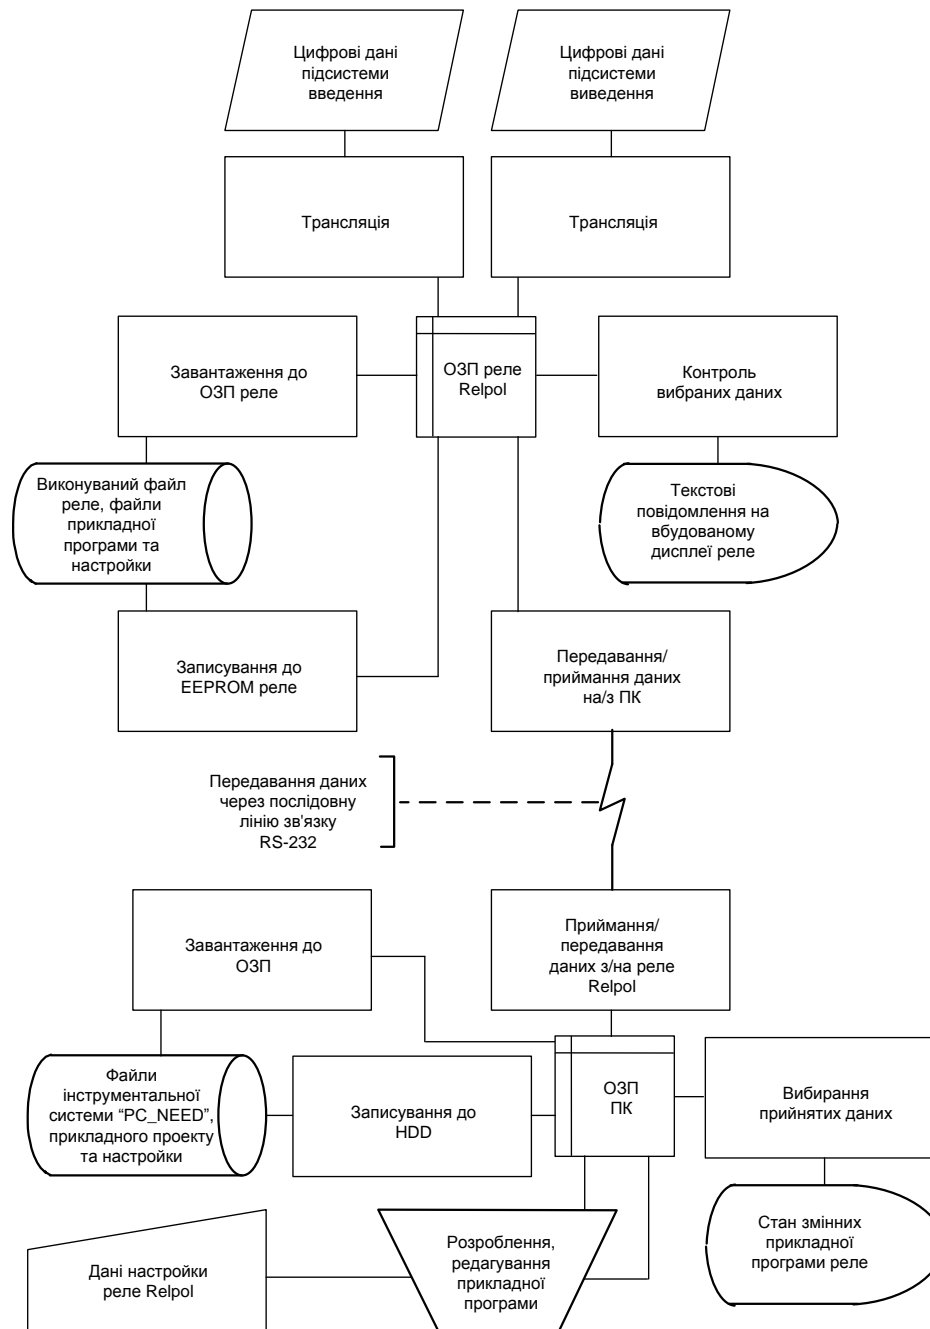 Цифрові дані
підсистеми
введення
Цифрові дані
підсистеми
виведення
Трансляція
Трансляція
Завантаження до
ОЗП реле
ОЗП реле
Relpol
Контроль
вибраних даних
Виконуваний файл
реле, файли
прикладної
програми та
настройки
Текстові
повідомлення на
вбудованому
дисплеї реле
Записування до
EEPROM реле
Передавання/
приймання даних
на/з ПК
Передавання даних
через послідовну
лінію зв'язку
RS-232
Завантаження до
ОЗП
Приймання/
передавання
даних з/на реле
Relpol
Файли
інструментальної
системи “PC_NEED”,
прикладного проекту
та настройки
Записування до
HDD
ОЗП
ПК
Вибирання
прийнятих даних
Дані настройки
реле Relpol
Розроблення,
редагування
прикладної
програми
Стан змінних
прикладної
програми реле